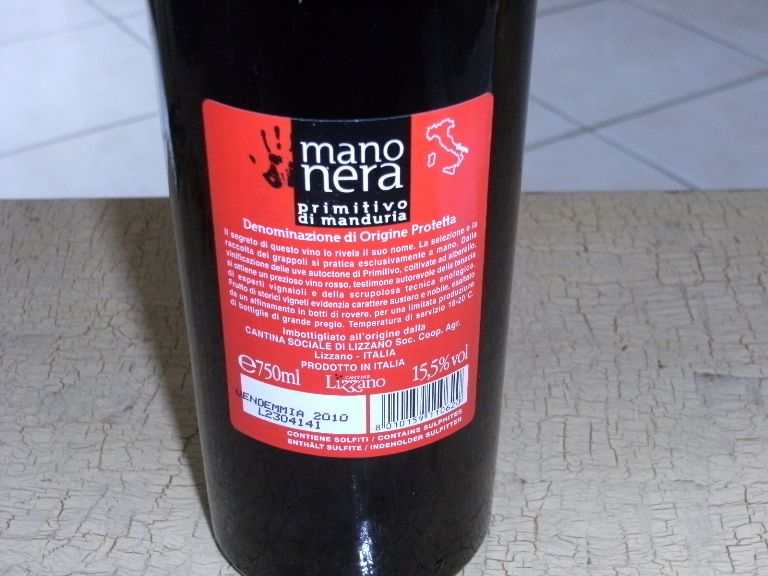 mano
nera
primitivo
di manduria
Denominazione di Origine Protetta
Il segreto di questo vino lo rivela il suo nome. La selezione e la
raccolta dei grappoli si pratica esclusivamente a mano. Dalla
vinificazione delle uve autoctone di Primitivo, coltivate ad alberello,
si ottiene un prezioso vino rosso, testimone autorevole della tenacia
di esperti vignaioli e della scrupolosa tecnica enologica.
Frutto di storici vigneti evidenzia carattere austero e nobile, esaltato
da un affinamento in botti di rovere, per una limitata produzione
di bottiglie di grande pregio. Temperatura di servizio 18-20°C.
imbottigliato all'origine dalla
CANTINA SOCIALE DI LIZZANO Soc. Coop. Agr.
Lizzano - ITALIA
PRODOTTO IN ITALIA
e750ml
CANTINE
Lizzano
15,5% vol
VENDEMMIA 2010
L2304141
CONTIENE SOLFITI / CONTAINS SULPHITES
ENTHÄLT SULFITE / INDEHOLDER SULFITTER